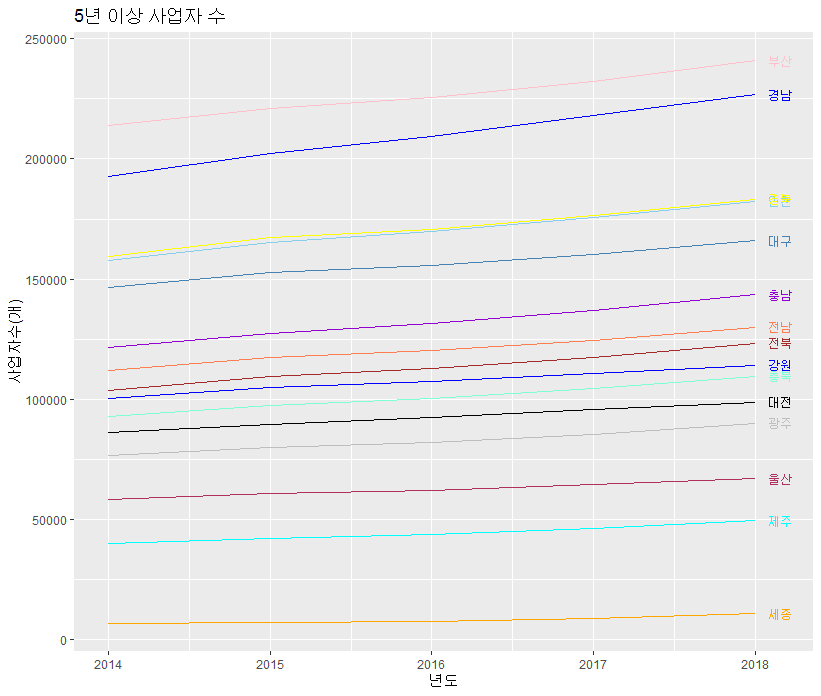 5년 이상 사업자 수
250000
200000
150000
100000
50000
0
사업자수(개)
2014
2015
2016
2017
2018
년도
부산
경남
대구
충남
전남
전북
강원
대전
광주
울산
제주
세종